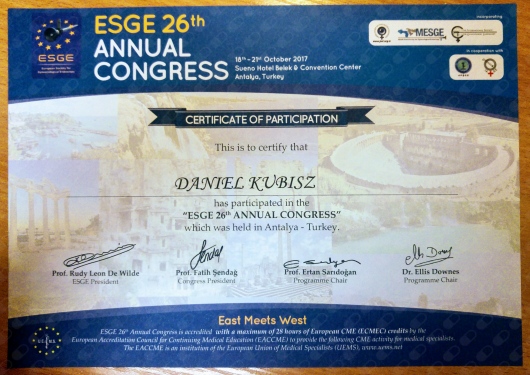 ESGE 26th
ANNUAL
CONGRESS
18th - 21st October 2017
Sueno Hotel Belek & Convention Center
Antalya, Turkey
ESGE
incorporating
MESGE
in cooperation with
CERTIFICATE OF PARTICIPATION
This is to certify that
DANIEL KUBISZ
has participated in the
"ESGE 26th ANNUAL CONGRESS"
which was held in Antalya - Turkey.
Prof. Rudy Leon De Wilde
ESGE President
Prof. Fatih Şendağ
Congress President
Prof. Ertan Sarıdoğan
Programme Chair
Dr. Ellis Downes
Programme Chair
East Meets West
ESGE 26th Annual Congress is accredited with a maximum of 28 hours of European CME (ECMEC) credits by the
European Accreditation Council for Continuing Medical Education (EACCME) to provide the following CME activity for medical specialists.
The EACCME is an institution of the European Union of Medical Specialists (UEMS), www.uems.net